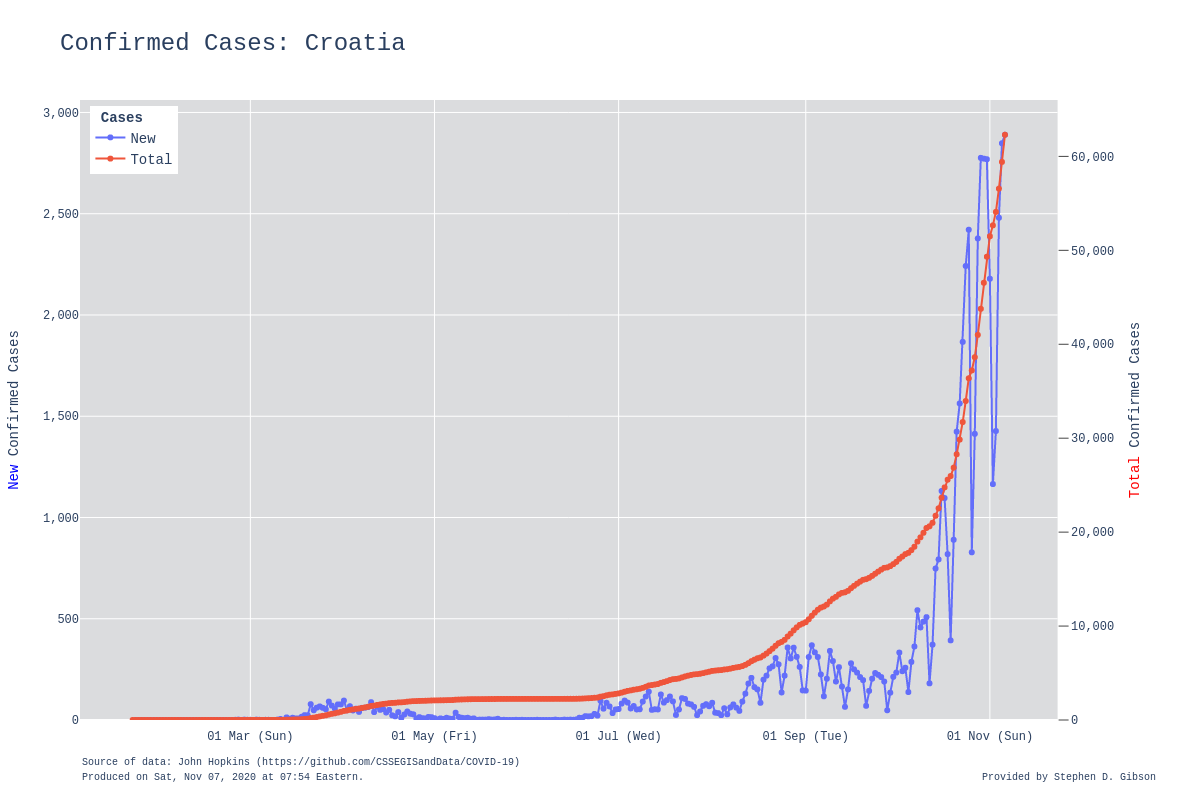 Confirmed Cases: Croatia
Cases
New
Total
3,000
2,500
2,000
1,500
1,000
500
0
60,000
50,000
40,000
30,000
20,000
10,000
0
New Confirmed Cases
Total Confirmed Cases
01 Mar (Sun)
01 May (Fri)
01 Jul (Wed)
01 Sep (Tue)
01 Nov (Sun)
Source of data: John Hopkins (https://github.com/CSSEGISandData/COVID-19)
Produced on Sat, Nov 07, 2020 at 07:54 Eastern.
Provided by Stephen D. Gibson